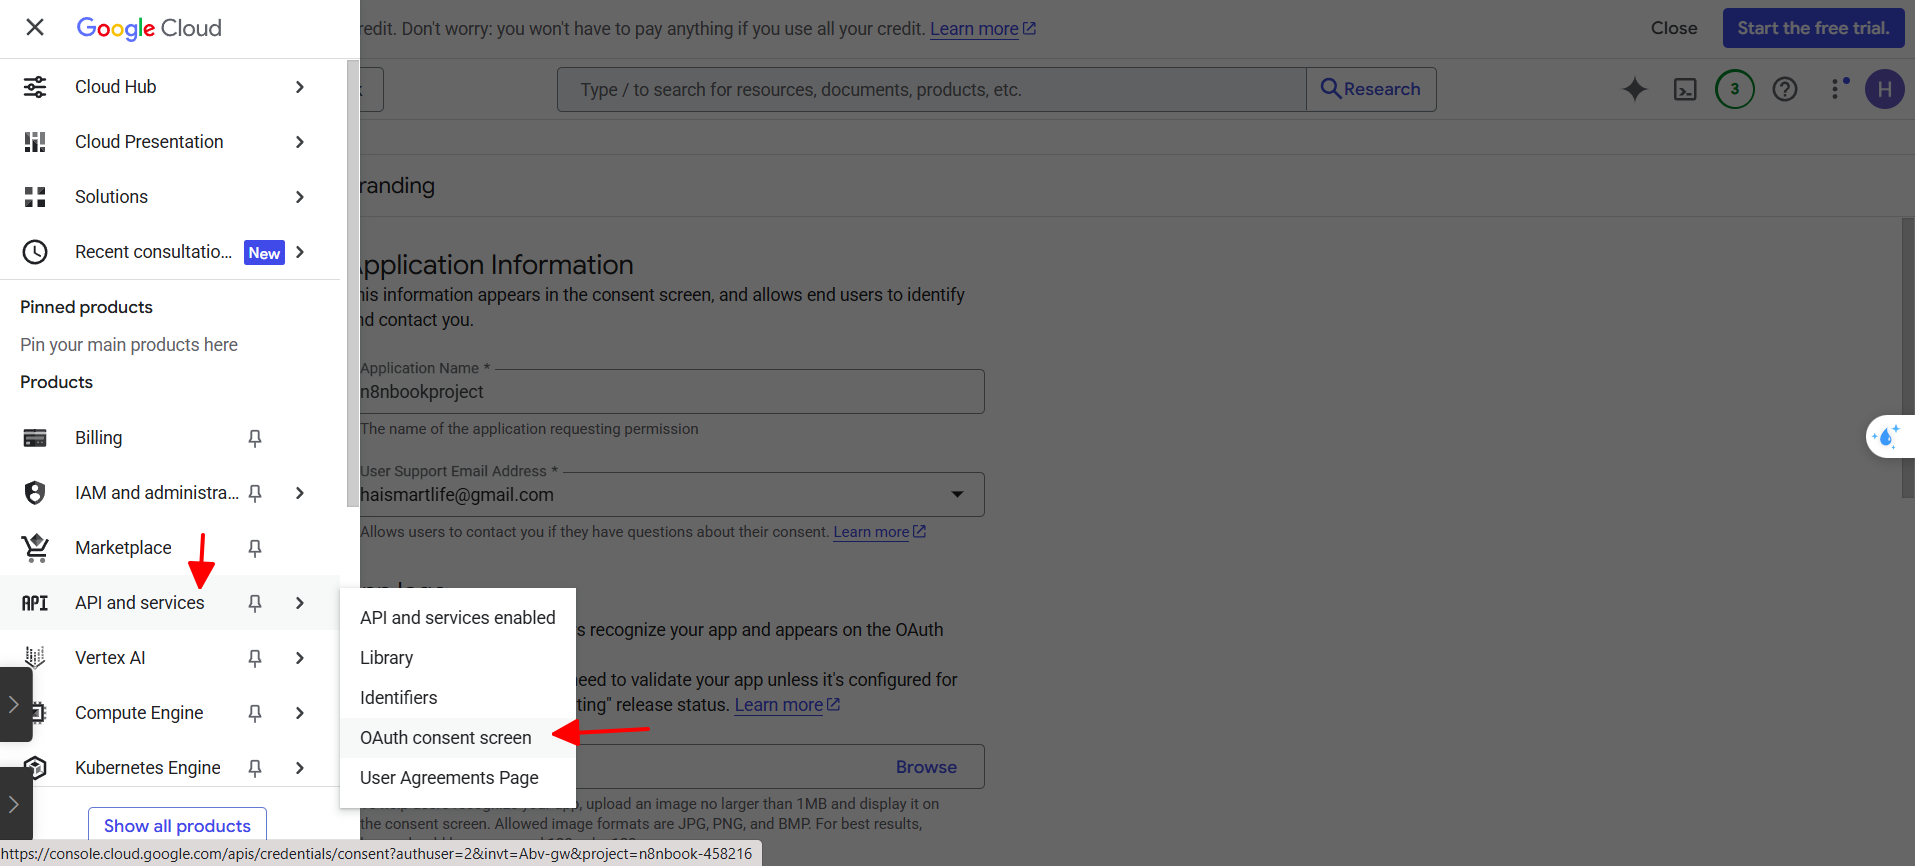 Google Cloud
redit. Don't worry: you won't have to pay anything if you use all your credit. Learn more
Close
Start the free trial.
Type / to search for resources, documents, products, etc.
Research
3
H
Cloud Hub
Cloud Presentation
Solutions
Recent consultatio... New
Pinned products
Pin your main products here
Products
Billing
IAM and administra...
Marketplace
API and services
Vertex AI
Compute Engine
Kubernetes Engine
Show all products
API and services enabled
Library
Identifiers
OAuth consent screen
User Agreements Page
randing
pplication Information
his information appears in the consent screen, and allows end users to identify
nd contact you.
Application Name *
n8nbookproject
The name of the application requesting permission
User Support Email Address *
haismartlife@gmail.com
Allows users to contact you if they have questions about their consent. Learn more
s recognize your app and appears on the OAuth
eed to validate your app unless it's configured for
ting" release status. Learn more
Browse
, upload an image no larger than 1MB and display it on
the consent screen. Allowed image formats are JPG, PNG, and BMP. For best results,
https://console.cloud.google.com/apis/credentials/consent?authuser=2&invt=Abv-gw&project=n8nbook-458216